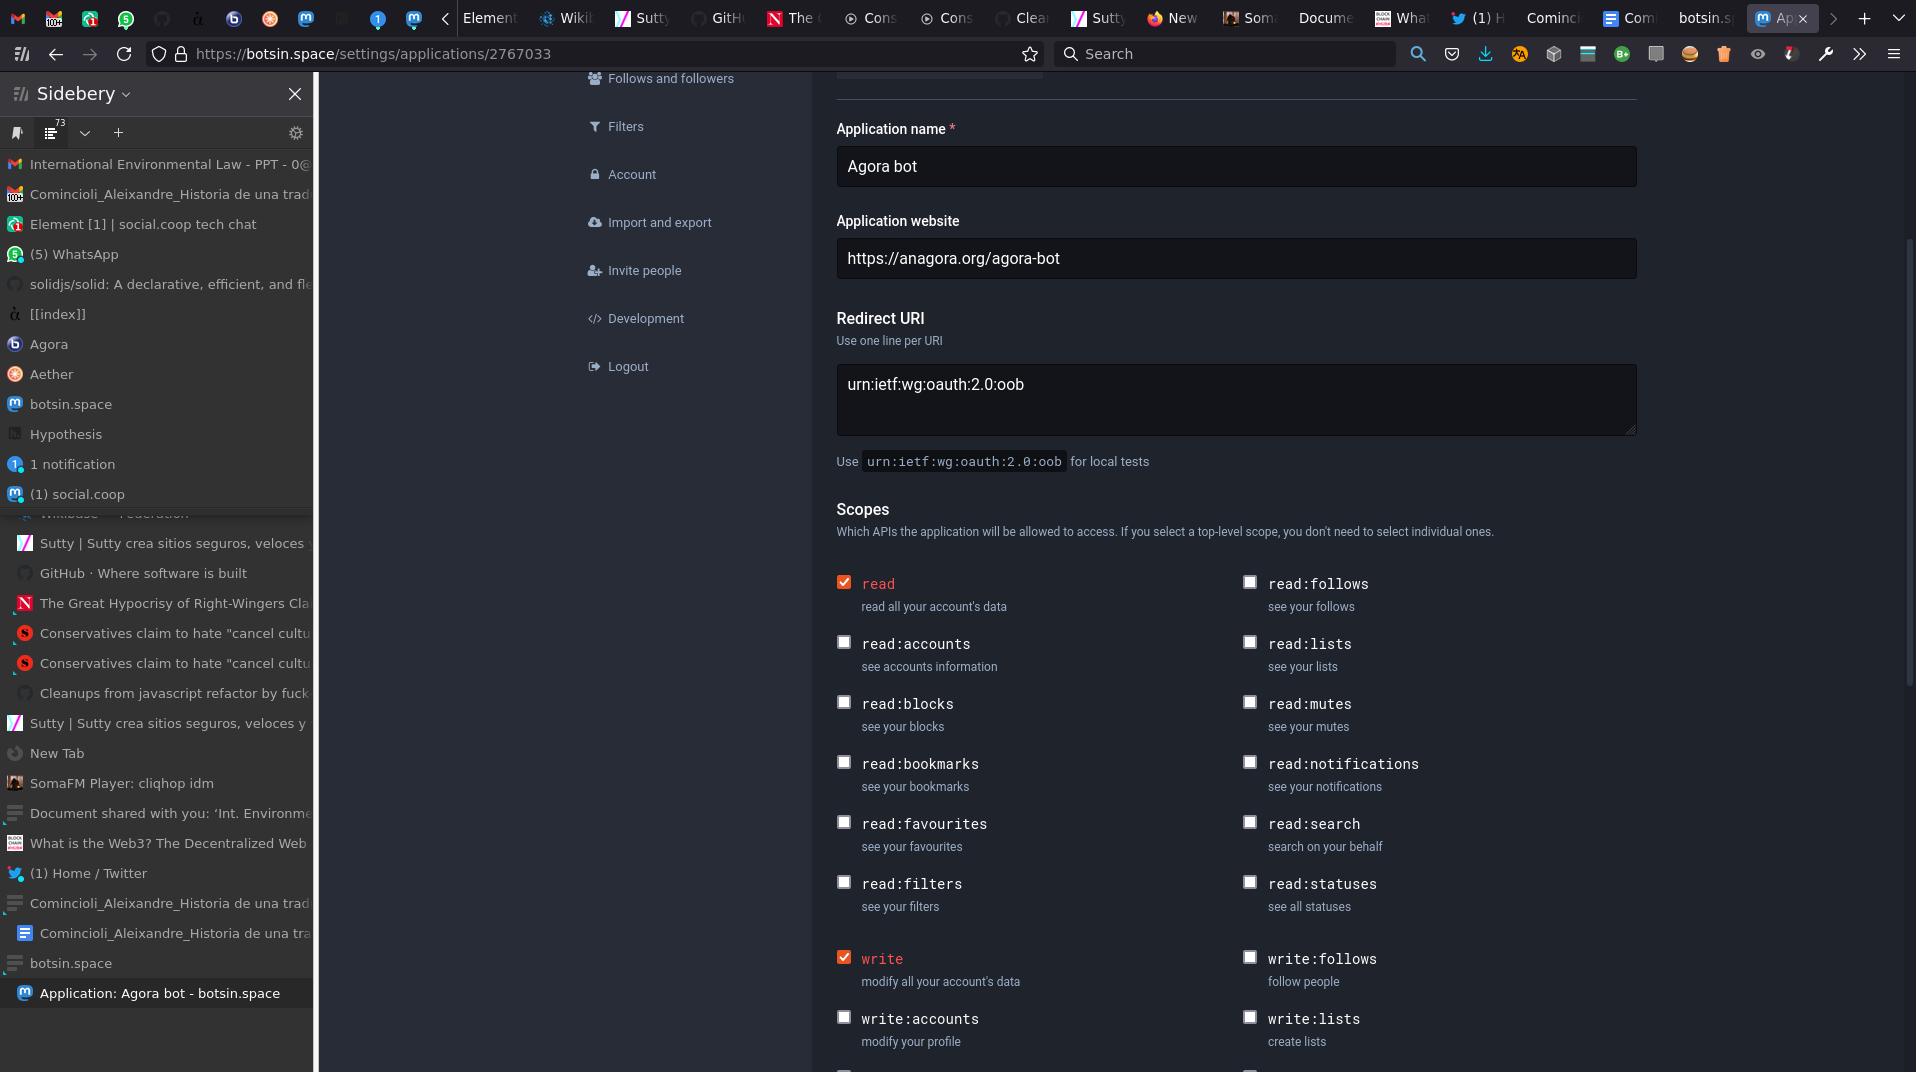 Element
Wikib
Sutty
GitHu
The G
Cons
Cons
Clean
Sutty
New
Soma
Docume
What
(1) H
Cominci
Com
botsin.s
Ap
https://botsin.space/settings/applications/2767033
Search
Sidebery
73
International Environmental Law - PPT - 0@
Comincioli_Aleixandre_Historia de una trad
Element [1] | social.coop tech chat
(5) WhatsApp
solidjs/solid: A declarative, efficient, and fle
[[index]]
Agora
Aether
botsin.space
Hypothesis
1 notification
(1) social.coop
Sutty | Sutty crea sitios seguros, veloces
GitHub · Where software is built
The Great Hypocrisy of Right-Wingers Cla
Conservatives claim to hate "cancel cultu
Conservatives claim to hate "cancel cultu
Cleanups from javascript refactor by fuck
Sutty | Sutty crea sitios seguros, veloces y
New Tab
SomaFM Player: cliqhop idm
Document shared with you: ‘Int. Environme
What is the Web3? The Decentralized Web
(1) Home / Twitter
Comincioli_Aleixandre_Historia de una trad
Comincioli_Aleixandre_Historia de una tra
botsin.space
Application: Agora bot - botsin.space
Follows and followers
Filters
Account
Import and export
Invite people
Development
Logout
Application name *
Agora bot
Application website
https://anagora.org/agora-bot
Redirect URI
Use one line per URI
urn:ietf:wg:oauth:2.0:oob
Use urn:ietf:wg:oauth:2.0:oob for local tests
Scopes
Which APIs the application will be allowed to access. If you select a top-level scope, you don't need to select individual ones.
read
read all your account's data
read:follows
see your follows
read:accounts
see accounts information
read:lists
see your lists
read:blocks
see your blocks
read:mutes
see your mutes
read:bookmarks
see your bookmarks
read:notifications
see your notifications
read:favourites
see your favourites
read:search
search on your behalf
read:filters
see your filters
read:statuses
see all statuses
write
modify all your account's data
write:follows
follow people
write:accounts
modify your profile
write:lists
create lists